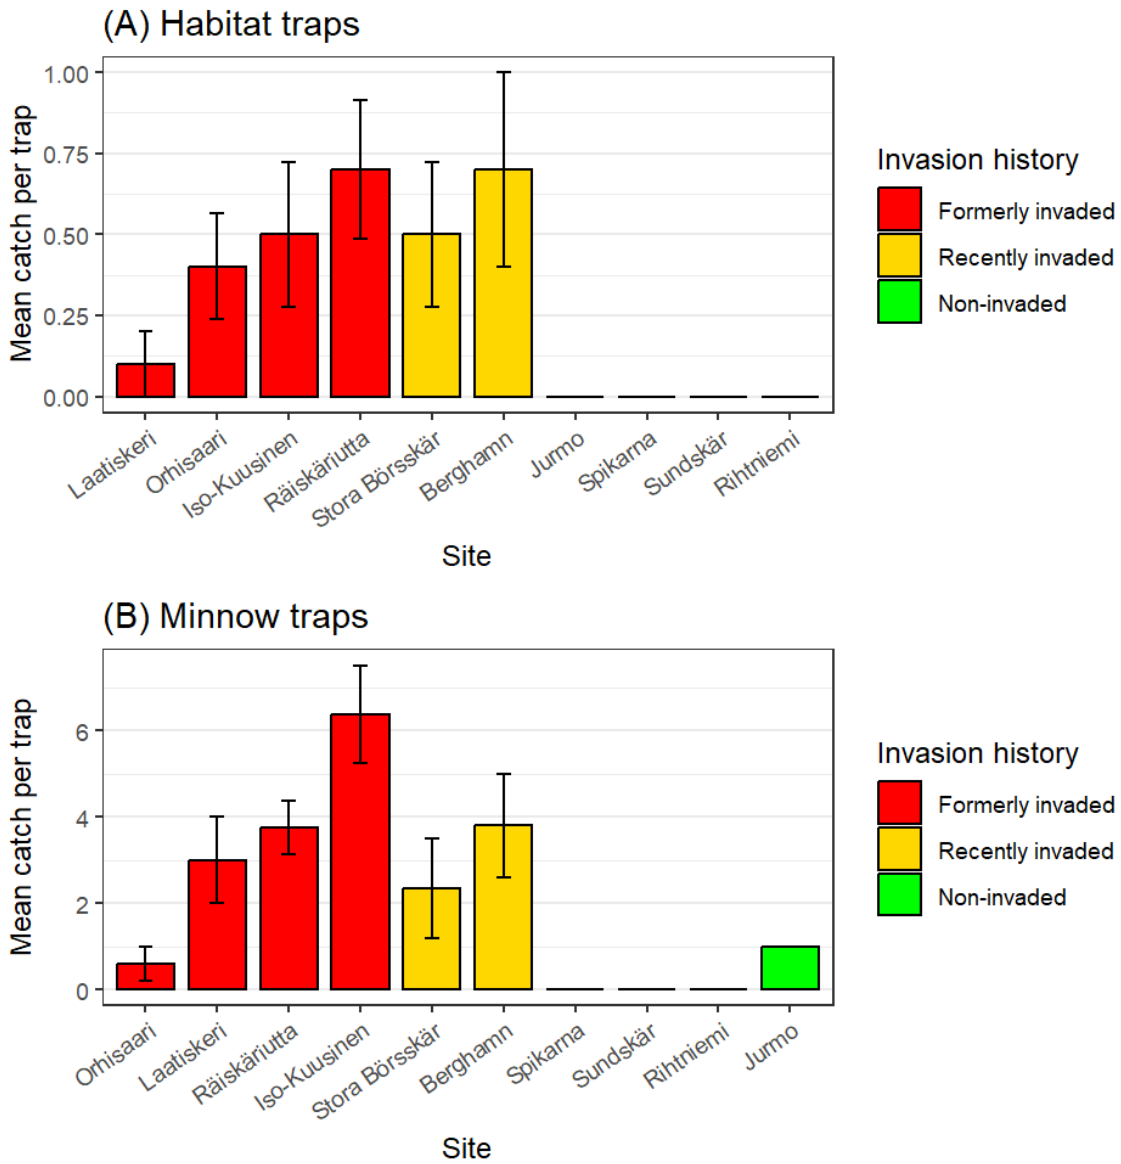 (A) Habitat traps
Mean catch per trap
1.00
0.75
0.50
0.25
0.00
Laatiskeri
Orhisaari
Iso-Kuusinen
Räiskäriutta
Stora Börsskär
Berghamn
Jurmo
Spikarna
Sundskär
Rihtniemi
Site
Invasion history
Formerly invaded
Recently invaded
Non-invaded
(B) Minnow traps
Mean catch per trap
6
4
2
0
Orhisaari
Laatiskeri
Räiskäriutta
Iso-Kuusinen
Stora Börsskär
Berghamn
Spikarna
Sundskär
Rihtniemi
Jurmo
Site
Invasion history
Formerly invaded
Recently invaded
Non-invaded